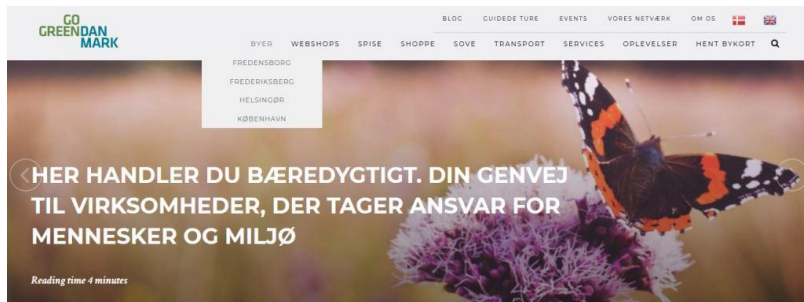 GO
GREENDAN
MARK
BLOG GUIDEDE TURE EVENTS VORES NETVÆRK OM OS
BYER WEBSHOPS SPISE SHOPPE SOVE TRANSPORT SERVICES OPLEVELSER HENT BYKORT
FREDENSBORG
FREDERIKSBERG
HELSINGØR
KØBENHAVN
HER HANDLER DU BÆREDYGTIGT. DIN GENVEJ
TIL VIRKSOMHEDER, DER TAGER ANSVAR FOR
MENNESKER OG MILJØ
Reading time 4 minutes